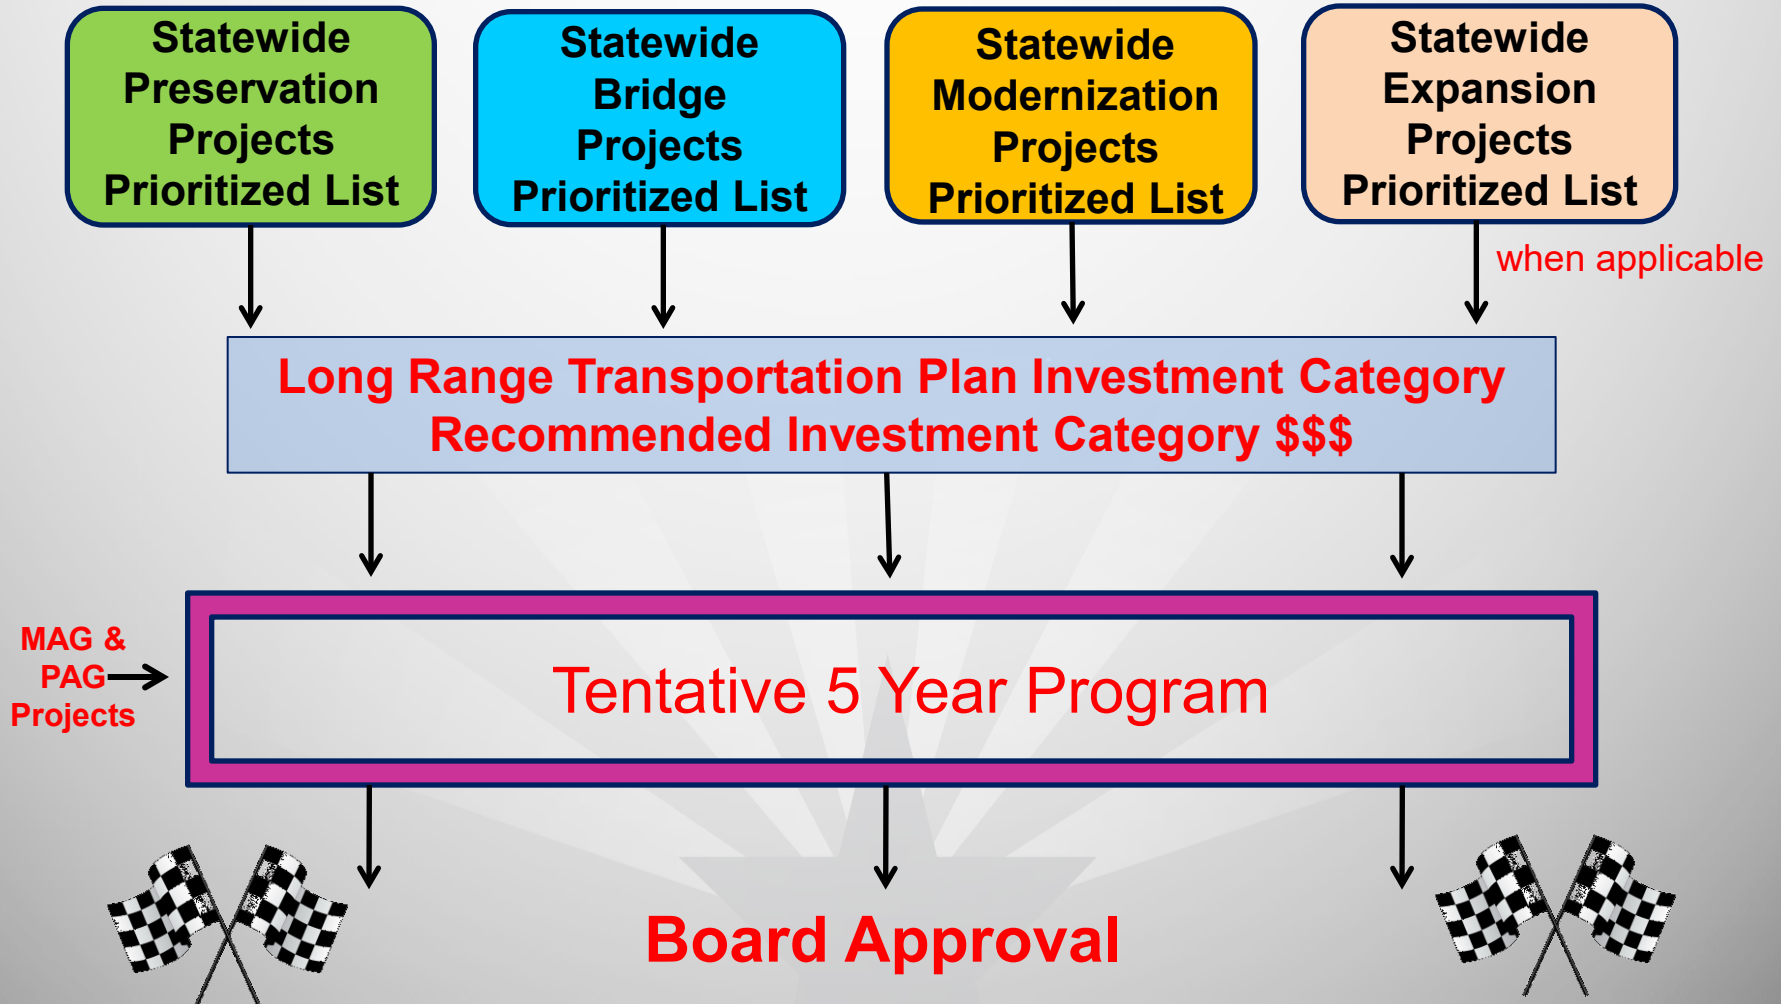 Statewide
Preservation
Projects
Prioritized List
Statewide
Bridge
Projects
Prioritized List
Statewide
Modernization
Projects
Prioritized List
Statewide
Expansion
Projects
Prioritized List
when applicable
Long Range Transportation Plan Investment Category
Recommended Investment Category $$$
MAG &
PAG
Projects
Tentative 5 Year Program
Board Approval